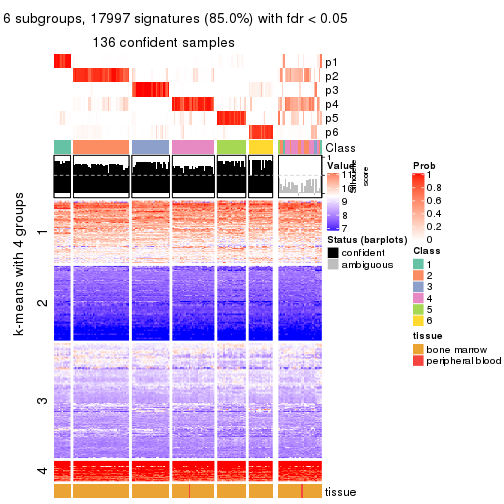 6 subgroups, 17997 signatures (85.0%) with fdr < 0.05
136 confident samples
p1
p2
p3
p4
p5
p6
Class
1
Silhouette
score
Value
11
9
8
7
Status (barplots)
confident
ambiguous
Prob
1
0.8
0.6
0.4
0.2
0
Class
1
2
3
4
5
6
tissue
bone marrow
peripheral blood
k-means with 4 groups
1
2
3
4
tissue